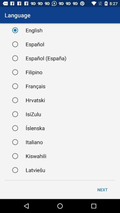 8:27
Language
English
Español
Español (España)
Filipino
Français
Hrvatski
IsiZulu
Íslenska
Italiano
Kiswahili
Latviešu
NEXT